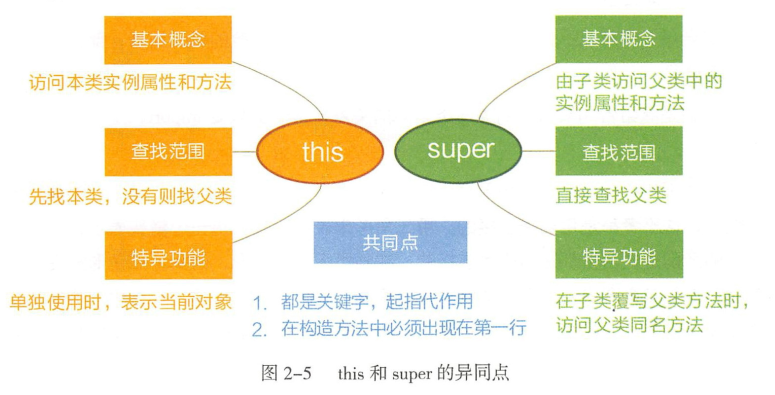 基本概念
访问本类实例属性和方法
查找范围
先找本类，没有则找父类
特异功能
单独使用时，表示当前对象
this
super
基本概念
由子类访问父类中的
实例属性和方法
查找范围
直接查找父类
特异功能
在子类覆写父类方法时，
访问父类同名方法
共同点
1. 都是关键字，起指代作用
2. 在构造方法中必须出现在第一行
图 2-5 this 和 super 的异同点